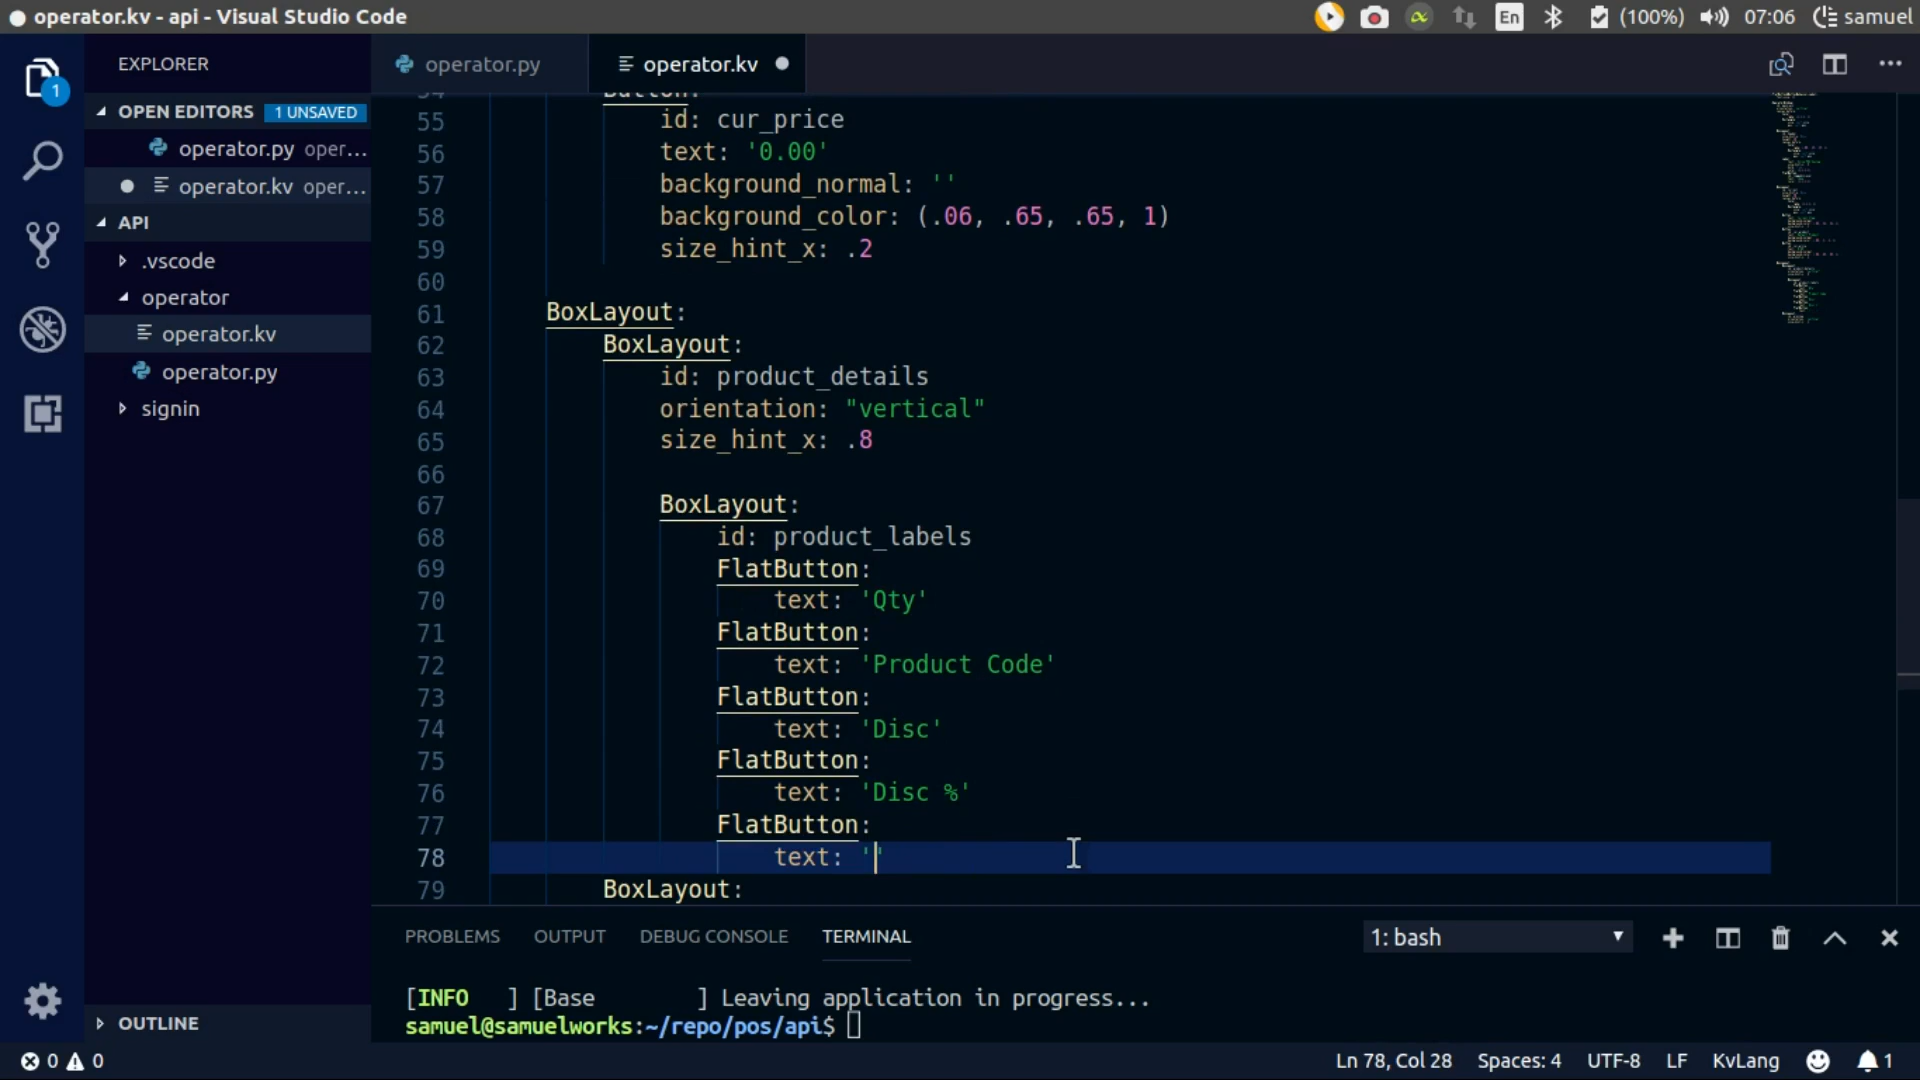 operator.kv - api - Visual Studio Code
En (100%) 07:06 samuel
EXPLORER
operator.py
operator.kv
OPEN EDITORS 1 UNSAVED
operator.py oper...
operator.kv oper...
API
.vscode
operator
operator.kv
operator.py
signin
OUTLINE
54 Button:
55 id: cur_price
56 text: '0.00'
57 background_normal: ''
58 background_color: (.06, .65, .65, 1)
59 size_hint_x: .2
60
61 BoxLayout:
62 BoxLayout:
63 id: product_details
64 orientation: "vertical"
65 size_hint_x: .8
66
67 BoxLayout:
68 id: product_labels
69 FlatButton:
70 text: 'Qty'
71 FlatButton:
72 text: 'Product Code'
73 FlatButton:
74 text: 'Disc'
75 FlatButton:
76 text: 'Disc %'
77 FlatButton:
78 text: ''
79 BoxLayout:
PROBLEMS OUTPUT DEBUG CONSOLE TERMINAL 1: bash
[INFO ] [Base ] Leaving application in progress...
samuel@samuelworks:~/repo/pos/api$
0 0 Ln 78, Col 28 Spaces: 4 UTF-8 LF KvLang 1
1